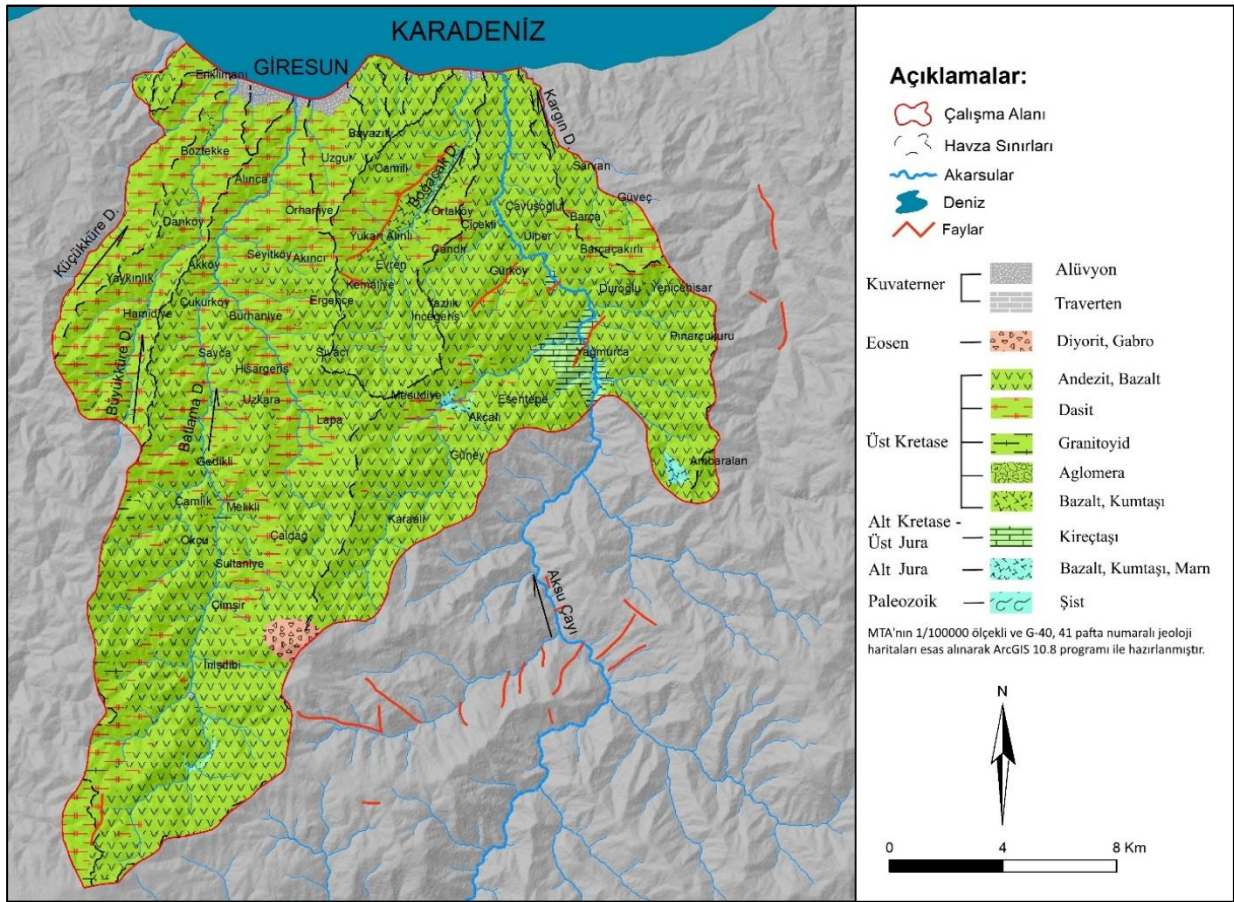 KARADENİZ
GİRESUN
Eriklimanı
Kargın D.
Bayazıt
Boztekke
Uzgur
Camili
Boğacak D.
Sarvan
Alınca
Güveç
Orhaniye
Ortaköy
Çavuşoğlu
Barça
Küçükküre D.
Darıköy
Çiçekli
Yukarı Alınlı
Ülper
Seyitköy
Akıncı
Çandır
Barçaçakırlı
Akköy
Evren
Gürköy
Yaykınlık
Kemaliye
Duroğlu
Yenicehisar
Çukurköy
Ergence
Yazlık
Hamidiye
Burhaniye
İncegeriş
Pınarçukuru
Sayca
Sıvacı
Yağmurca
Büyükküre D.
Hisargeriş
Mesudiye
Esentepe
Uzkara
Akçalı
Batlama D.
Lapa
Güney
Gedikli
Ambaralan
Çamlık
Melikli
Karaali
Okçu
Çaldağ
Sultaniye
Aksu Çayı
Çimşir
İnişdibi
Açıklamalar:
Çalışma Alanı
Havza Sınırları
Akarsular
Deniz
Faylar
Kuvaterner
Alüvyon
Traverten
Eosen
Diyorit, Gabro
Üst Kretase
Andezit, Bazalt
Dasit
Granitoyid
Aglomera
Bazalt, Kumtaşı
Alt Kretase -
Üst Jura
Kireçtaşı
Alt Jura
Bazalt, Kumtaşı, Marn
Paleozoik
Şist
MTA'nın 1/100000 ölçekli ve G-40, 41 pafta numaralı jeoloji
haritaları esas alınarak ArcGIS 10.8 programı ile hazırlanmıştır.
N
0 4 8 Km